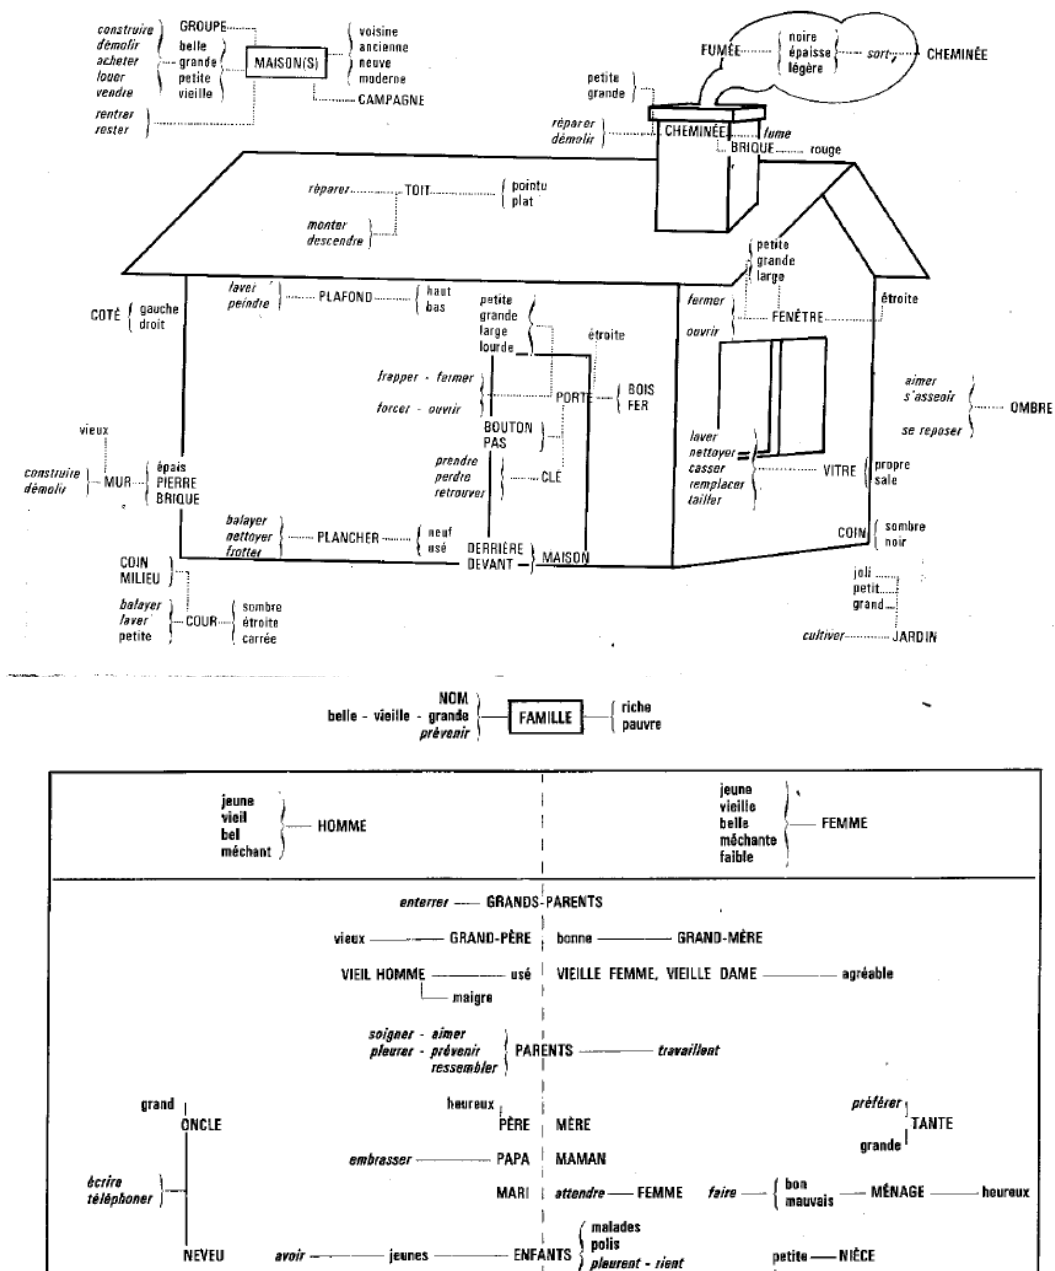 construire
démolir
acheter
louer
vendre
GROUPE
belle
grande
petite
vieille
MAISON(S)
voisine
ancienne
neuve
moderne
CAMPAGNE
rentrer
rester
FUMÉE
noire
épaisse
légère
sort
CHEMINÉE
petite
grande
réparer
démolir
CHEMINÉE fume
BRIQUE rouge
réparer TOIT
pointu
plat
monter
descendre
COTÉ
gauche
droit
laver
peindre
PLAFOND
haut
bas
petite
grande
large
lourde
étroite
petite
grande
large
fermer
ouvrir
FENÊTRE
étroite
frapper - fermer
forcer - ouvrir
PORTE
BOIS
FER
BOUTON
PAS
prendre
perdre
retrouver
CLÉ
aimer
s'asseoir
se reposer
OMBRE
vieux
construire
démolir
MUR
épais
PIERRE
BRIQUE
laver
nettoyer
casser
remplacer
tailler
VITRE
propre
sale
balayer
nettoyer
frotter
PLANCHER
neuf
usé
DERRIÈRE
DEVANT
MAISON
COIN
sombre
noir
COIN
MILIEU
balayer
laver
petite
COUR
sombre
étroite
carrée
joli
petit
grand
cultiver JARDIN
NOM
belle - vieille - grande
prévenir
FAMILLE
riche
pauvre
jeune
vieil
bel
méchant
HOMME
jeune
vieille
belle
méchante
faible
FEMME
enterrer GRANDS-PARENTS
vieux GRAND-PÈRE bonne GRAND-MÈRE
VIEIL HOMME usé VIEILLE FEMME, VIEILLE DAME agréable
maigre
soigner - aimer
pleurer - prévenir
ressembler
PARENTS travaillent
grand
ONCLE
heureux
PÈRE MÈRE
préférer
TANTE
grande
embrasser PAPA MAMAN
écrire
téléphoner
MARI attendre FEMME faire
bon
mauvais
MÉNAGE heureux
NEVEU avoir jeunes ENFANTS
malades
polis
pleurent - rient
petite NIÈCE